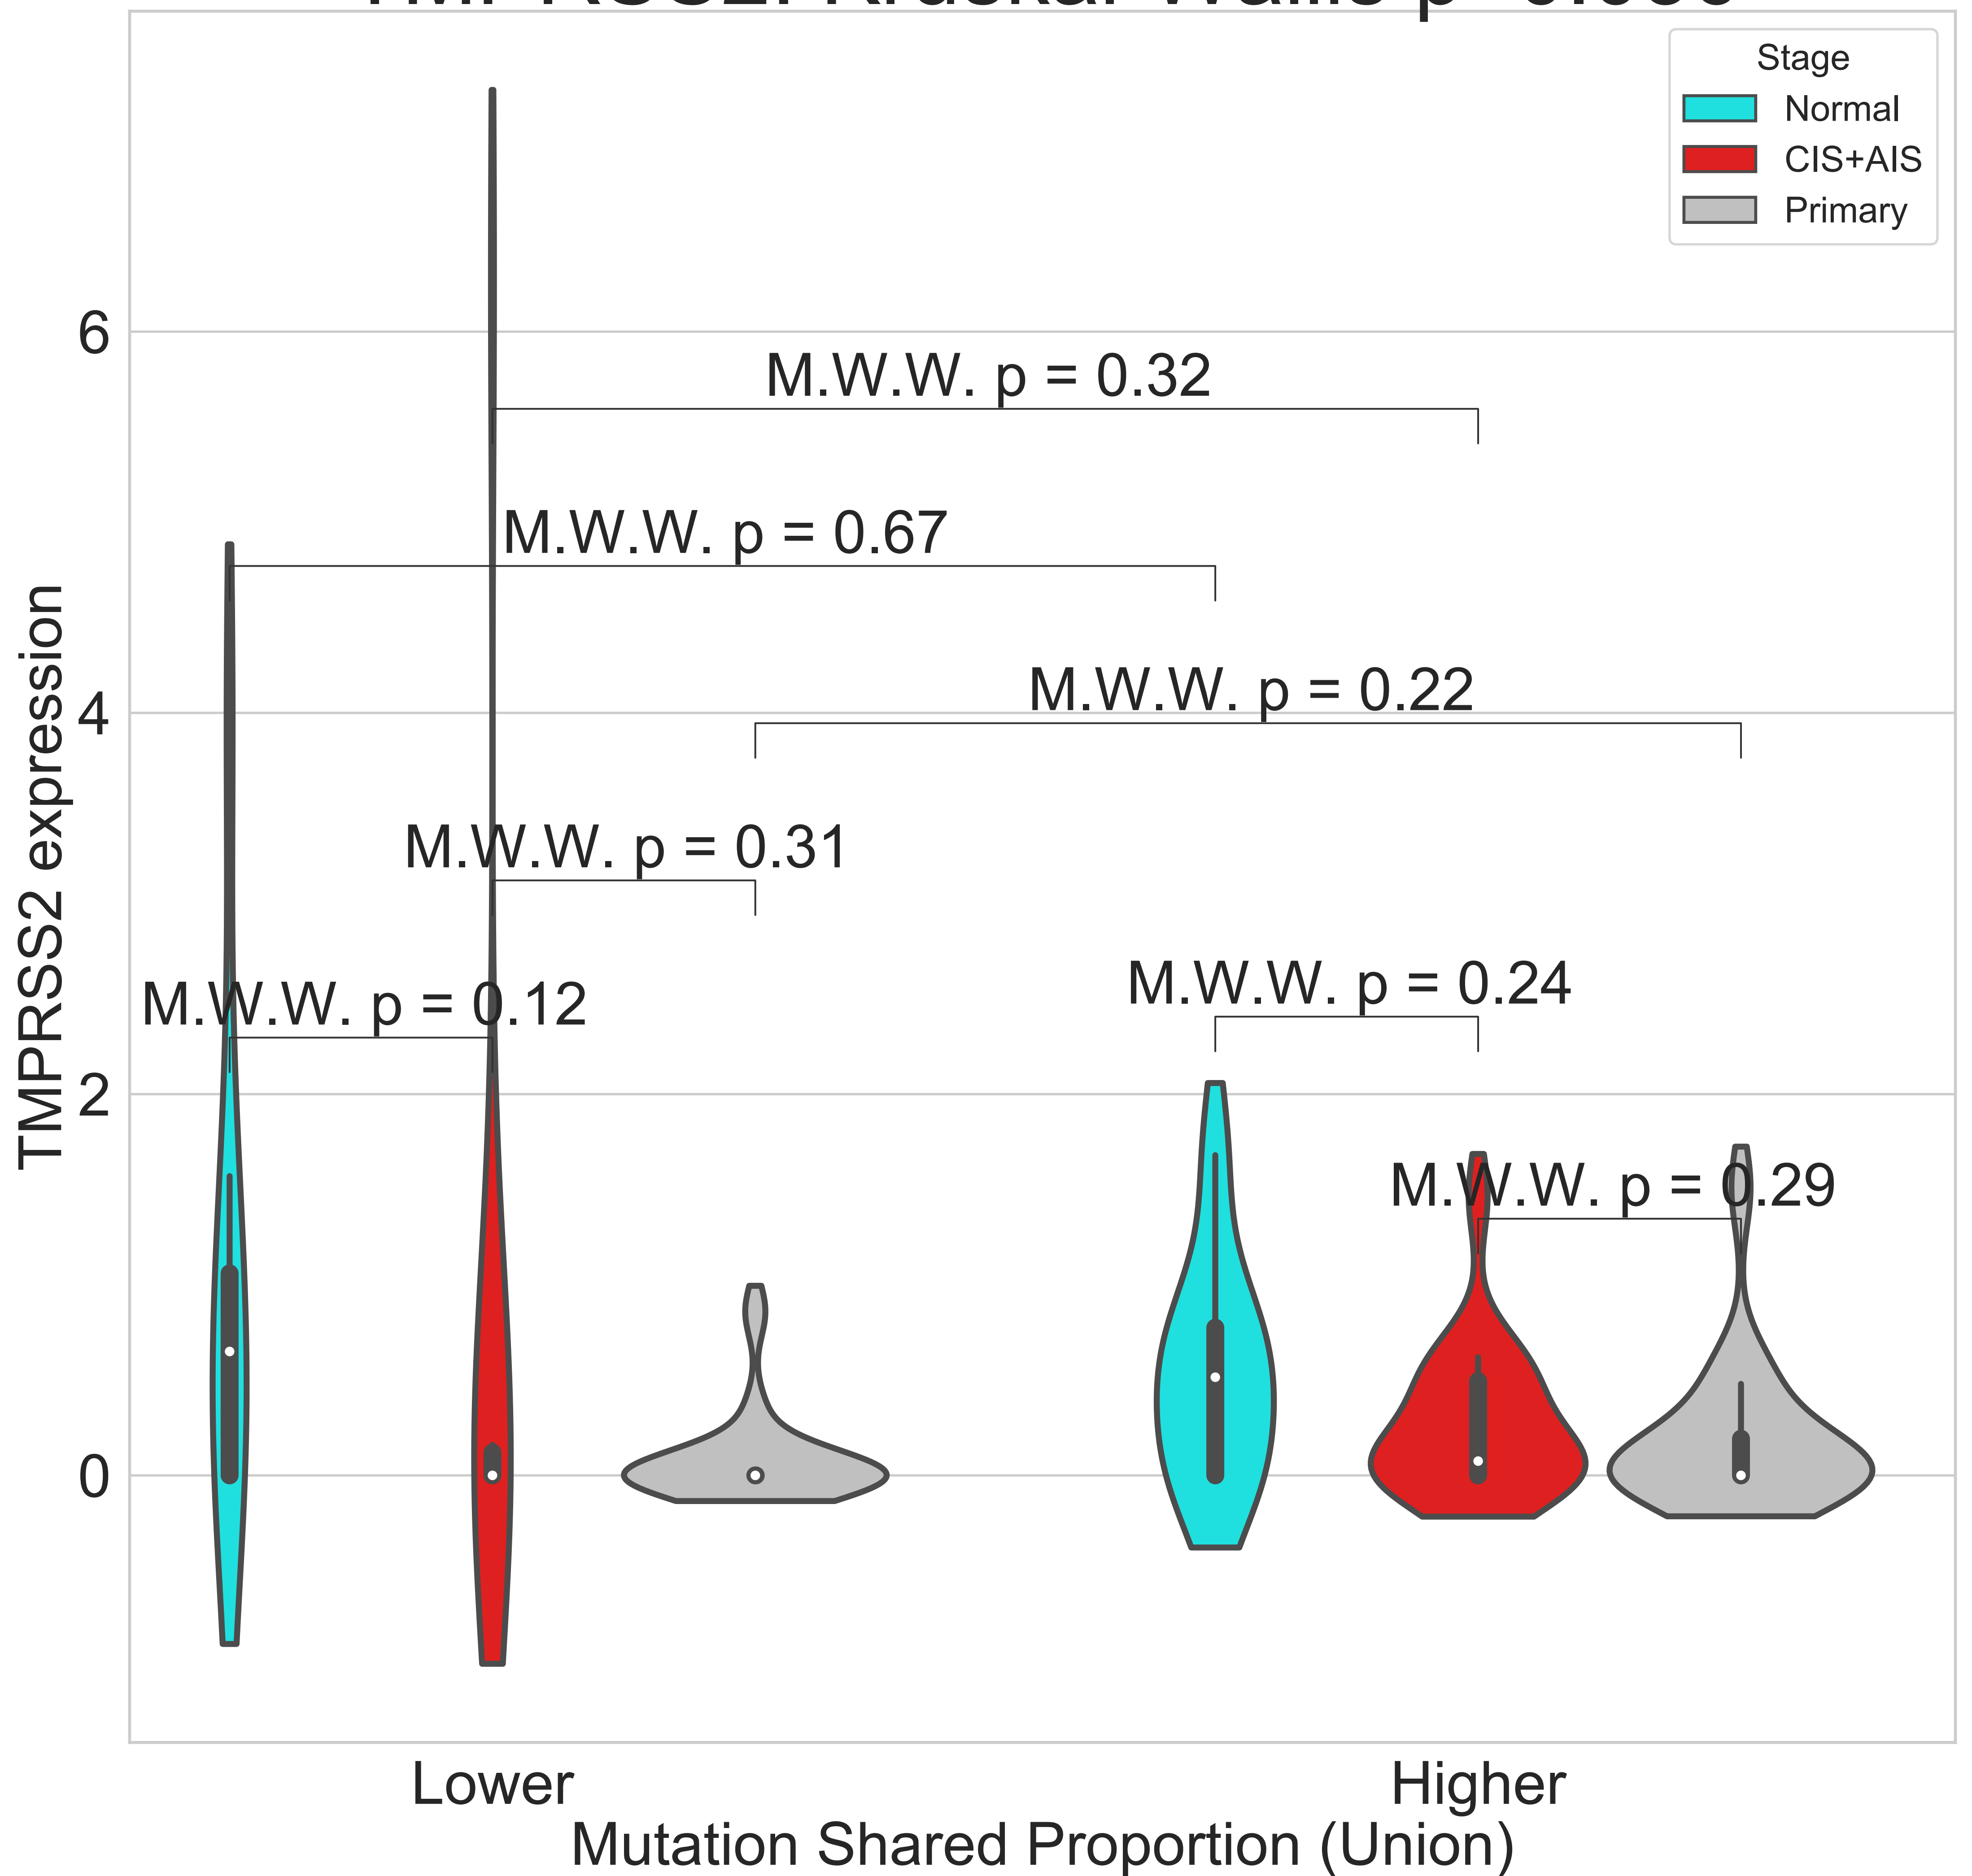 Stage
Normal
CIS+AIS
Primary
6
M.W.W. p = 0.32
M.W.W. p = 0.67
4
M.W.W. p = 0.22
M.W.W. p = 0.31
M.W.W. p = 0.24
M.W.W. p = 0.12
2
M.W.W. p = 0.29
0
TMPRSS2 expression
Lower
Higher
Mutation Shared Proportion (Union)